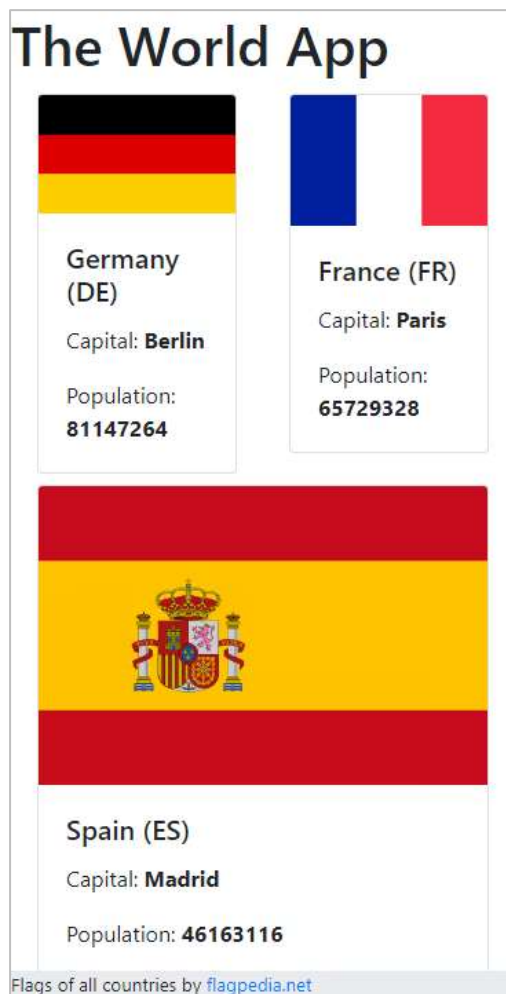 The World App
Germany
(DE)
Capital: Berlin
Population:
81147264
France (FR)
Capital: Paris
Population:
65729328
Spain (ES)
Capital: Madrid
Population: 46163116
Flags of all countries by flagpedia.net